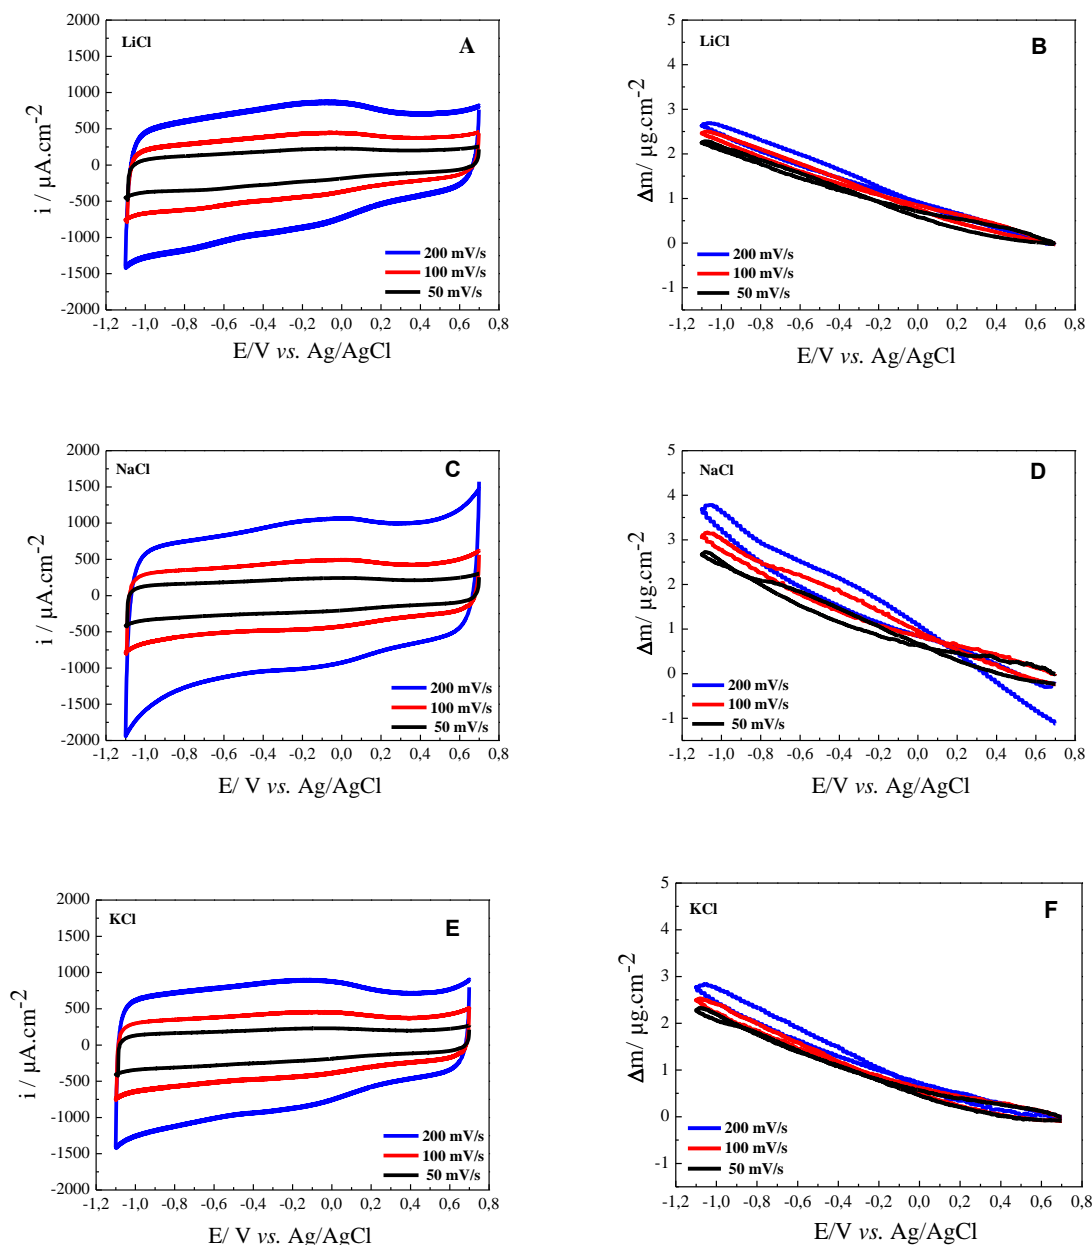 2000
1500
1000
500
0
-500
-1000
-1500
-2000
i / µA.cm-2
LiCl
A
200 mV/s
100 mV/s
50 mV/s
-1,2 -1,0 -0,8 -0,6 -0,4 -0,2 0,0 0,2 0,4 0,6 0,8
E/V vs. Ag/AgCl
5
4
3
2
1
0
-1
Δm/ µg.cm-2
LiCl
B
200 mV/s
100 mV/s
50 mV/s
-1,2 -1,0 -0,8 -0,6 -0,4 -0,2 0,0 0,2 0,4 0,6 0,8
E/V vs. Ag/AgCl
2000
1500
1000
500
0
-500
-1000
-1500
-2000
i / µA.cm-2
NaCl
C
200 mV/s
100 mV/s
50 mV/s
-1,2 -1,0 -0,8 -0,6 -0,4 -0,2 0,0 0,2 0,4 0,6 0,8
E/ V vs. Ag/AgCl
5
4
3
2
1
0
-1
Δm/ µg.cm-2
NaCl
D
200 mV/s
100 mV/s
50 mV/s
-1,2 -1,0 -0,8 -0,6 -0,4 -0,2 0,0 0,2 0,4 0,6 0,8
E/V vs. Ag/AgCl
2000
1500
1000
500
0
-500
-1000
-1500
-2000
i / µA.cm-2
KCl
E
200 mV/s
100 mV/s
50 mV/s
-1,2 -1,0 -0,8 -0,6 -0,4 -0,2 0,0 0,2 0,4 0,6 0,8
E/ V vs. Ag/AgCl
5
4
3
2
1
0
-1
Δm/ µg.cm-2
KCl
F
200 mV/s
100 mV/s
50 mV/s
-1,2 -1,0 -0,8 -0,6 -0,4 -0,2 0,0 0,2 0,4 0,6 0,8
E/V vs. Ag/AgCl